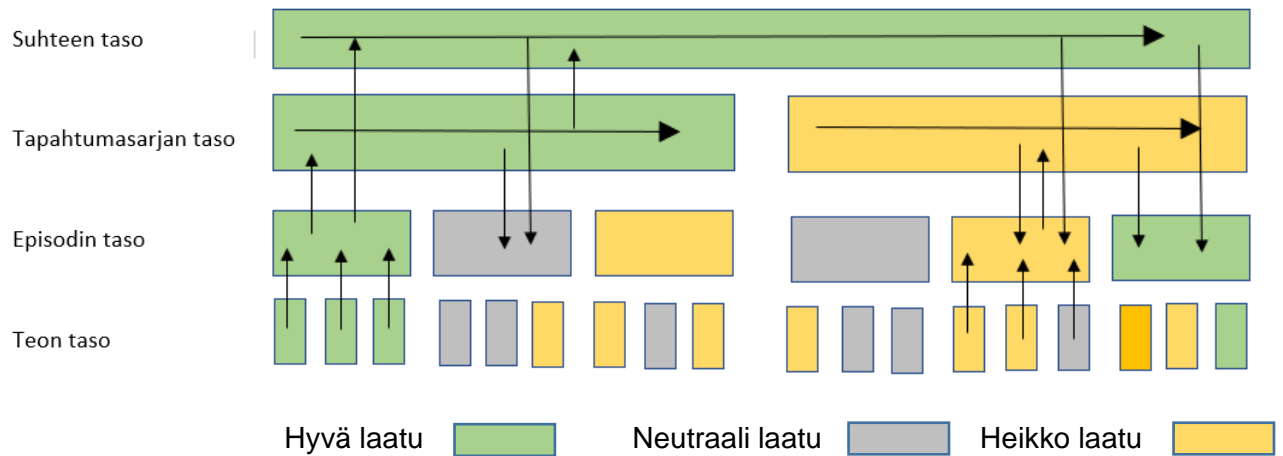 Suhteen taso
Tapahtumasarjan taso
Episodin taso
Teon taso
Hyvä laatu
Neutraali laatu
Heikko laatu